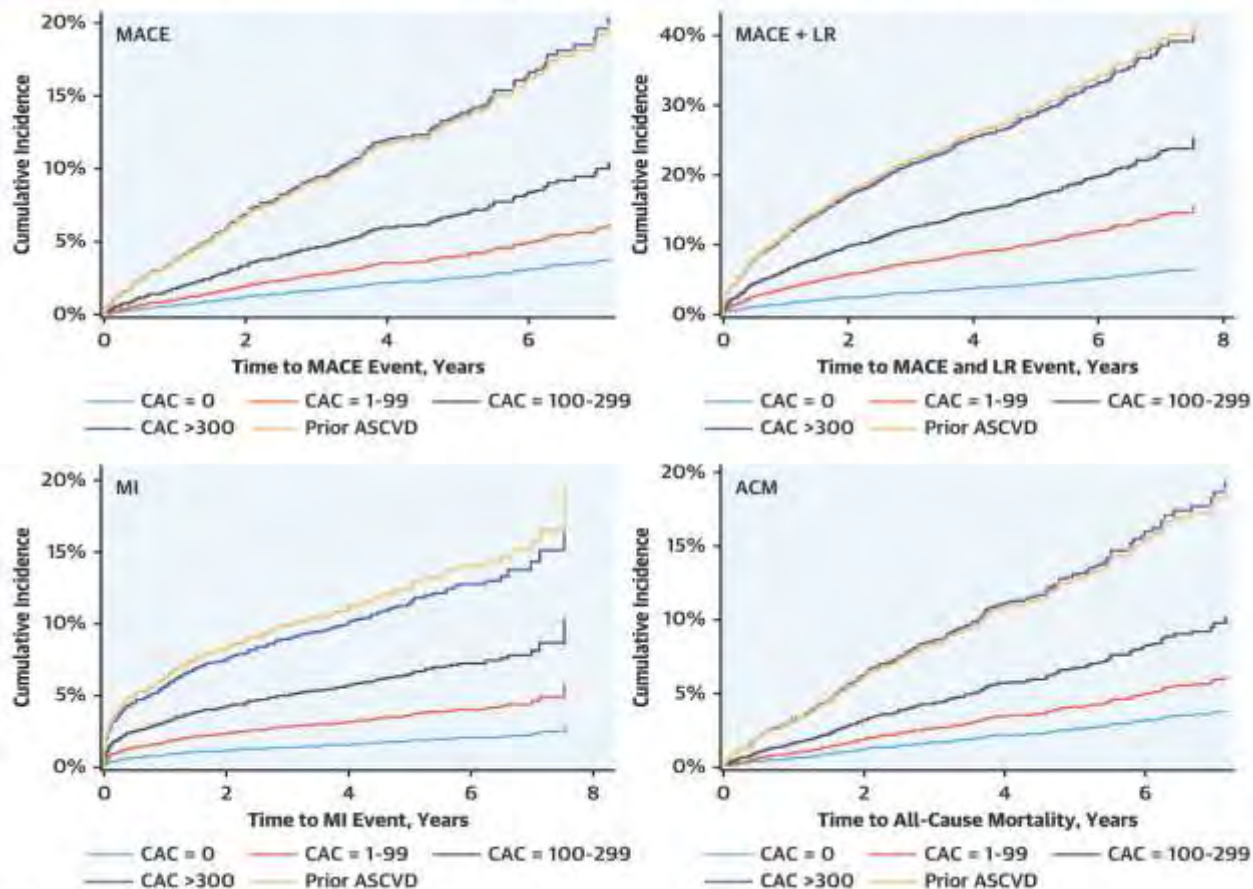 MACE
20%
15%
10%
5%
0%
Cumulative Incidence
0 2 4 6
Time to MACE Event, Years
CAC = 0 CAC = 1-99 CAC = 100-299
CAC >300 Prior ASCVD
MACE + LR
40%
30%
20%
10%
0%
Cumulative Incidence
0 2 4 6 8
Time to MACE and LR Event, Years
CAC = 0 CAC = 1-99 CAC = 100-299
CAC >300 Prior ASCVD
MI
20%
15%
10%
5%
0%
Cumulative Incidence
0 2 4 6 8
Time to MI Event, Years
CAC = 0 CAC = 1-99 CAC = 100-299
CAC >300 Prior ASCVD
ACM
20%
15%
10%
5%
0%
Cumulative Incidence
0 2 4 6
Time to All-Cause Mortality, Years
CAC = 0 CAC = 1-99 CAC = 100-299
CAC >300 Prior ASCVD